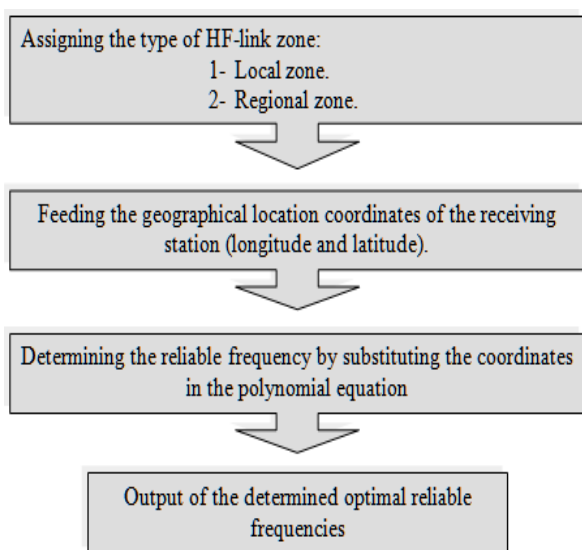 Assigning the type of HF-link zone:
1- Local zone.
2- Regional zone.
Feeding the geographical location coordinates of the receiving
station (longitude and latitude).
Determining the reliable frequency by substituting the coordinates
in the polynomial equation
Output of the determined optimal reliable
frequencies